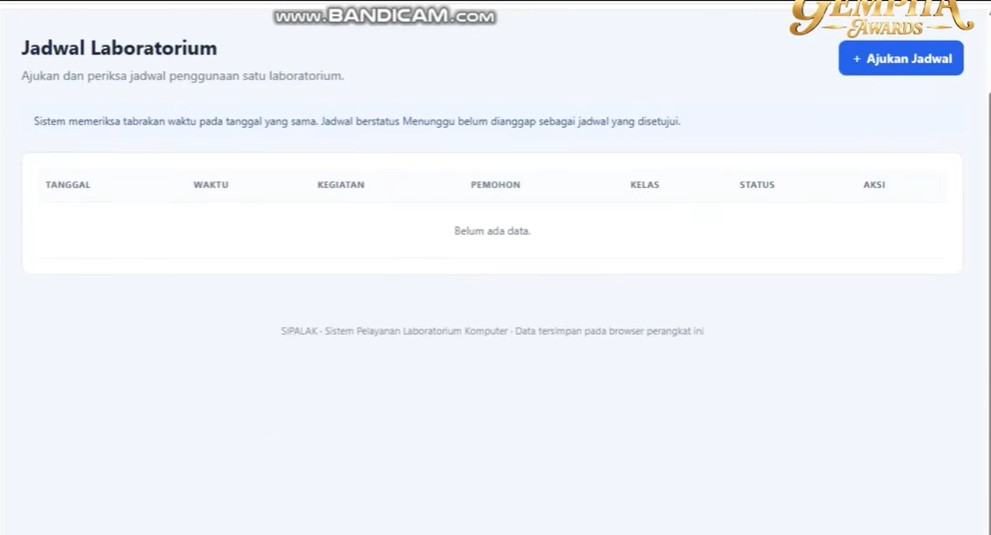 www.BANDICAM.com
GEMPITA
AWARDS
Jadwal Laboratorium
Ajukan dan periksa jadwal penggunaan satu laboratorium.
+ Ajukan Jadwal
Sistem memeriksa tabrakan waktu pada tanggal yang sama. Jadwal berstatus Menunggu belum dianggap sebagai jadwal yang disetujui.
TANGGAL WAKTU KEGIATAN PEMOHON KELAS STATUS AKSI
Belum ada data.
SIPALAK - Sistem Pelayanan Laboratorium Komputer - Data tersimpan pada browser perangkat ini